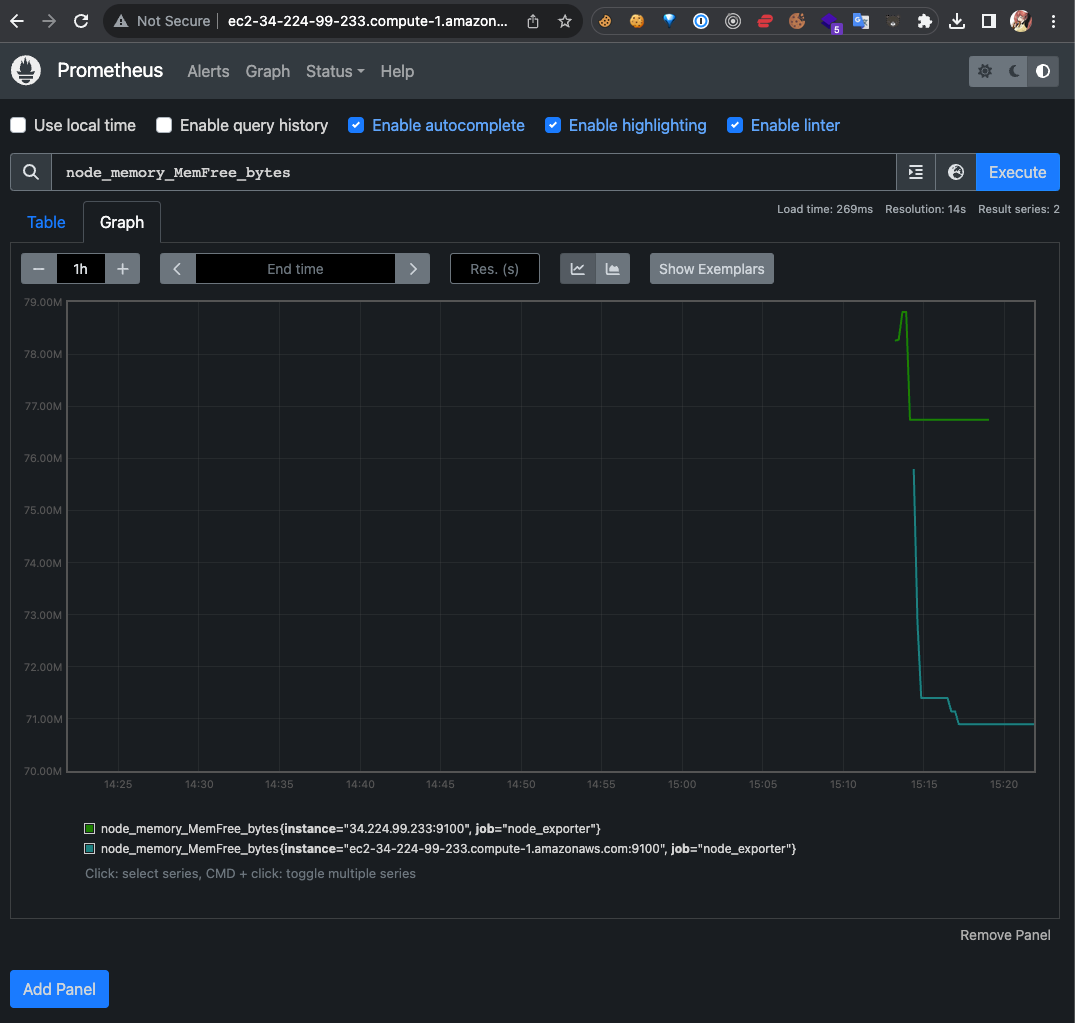 Not Secure ec2-34-224-99-233.compute-1.amazon...
5
Prometheus Alerts Graph Status Help
Use local time Enable query history Enable autocomplete Enable highlighting Enable linter
node_memory_MemFree_bytes Execute
Load time: 269ms Resolution: 14s Result series: 2
Table Graph
− 1h + End time Res. (s) Show Exemplars
79.00M
78.00M
77.00M
76.00M
75.00M
74.00M
73.00M
72.00M
71.00M
70.00M
14:25 14:30 14:35 14:40 14:45 14:50 14:55 15:00 15:05 15:10 15:15 15:20
node_memory_MemFree_bytes{instance="34.224.99.233:9100", job="node_exporter"}
node_memory_MemFree_bytes{instance="ec2-34-224-99-233.compute-1.amazonaws.com:9100", job="node_exporter"}
Click: select series, CMD + click: toggle multiple series
Remove Panel
Add Panel